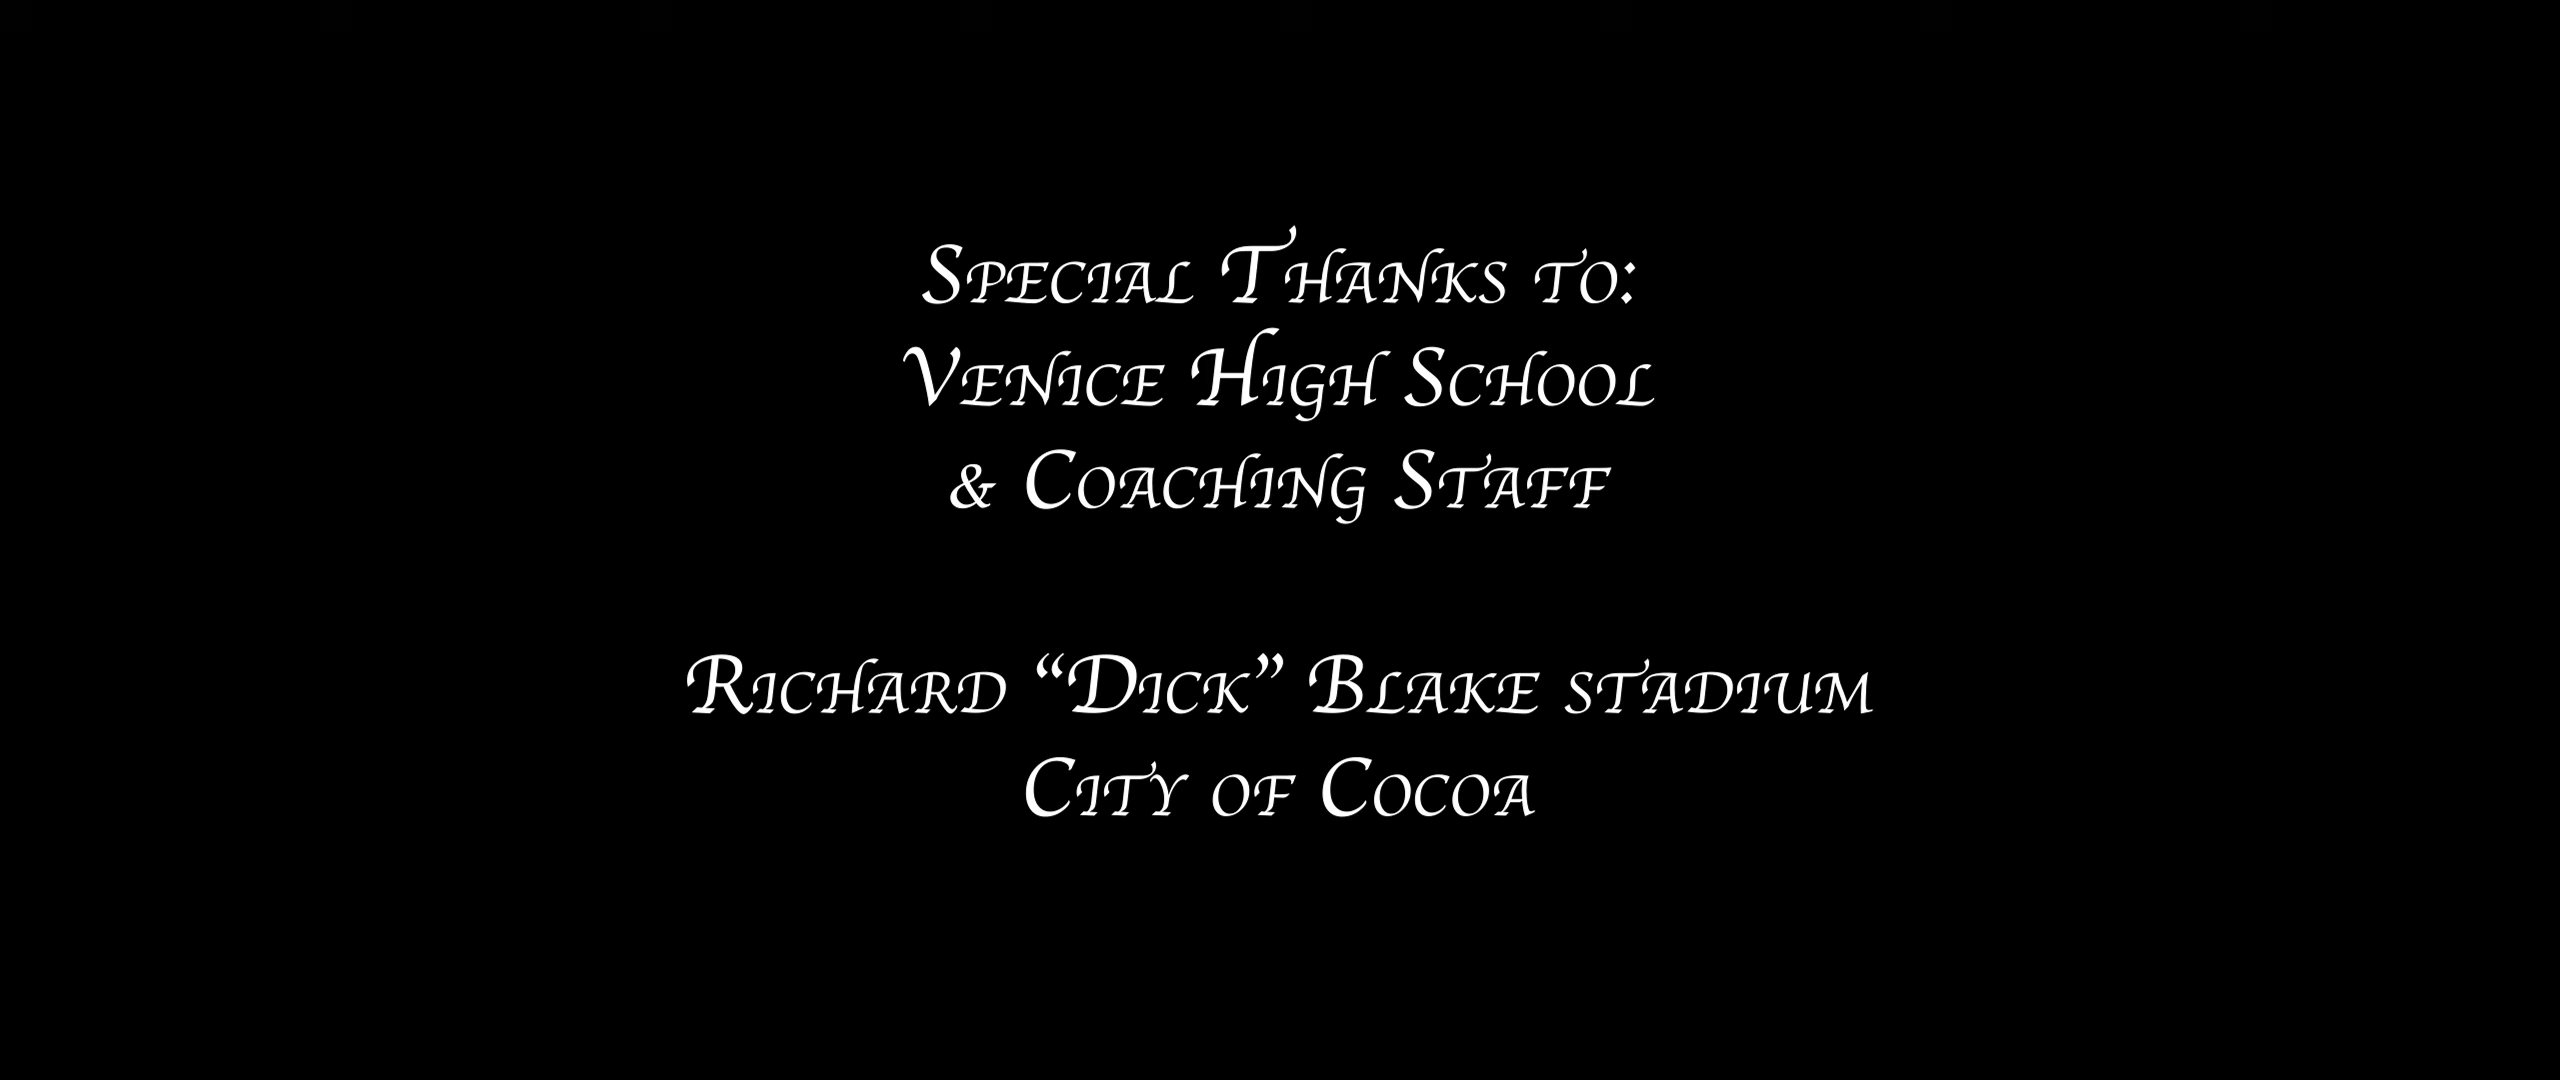 Special Thanks to:
Venice High School
& Coaching Staff
Richard “Dick” Blake stadium
City of Cocoa